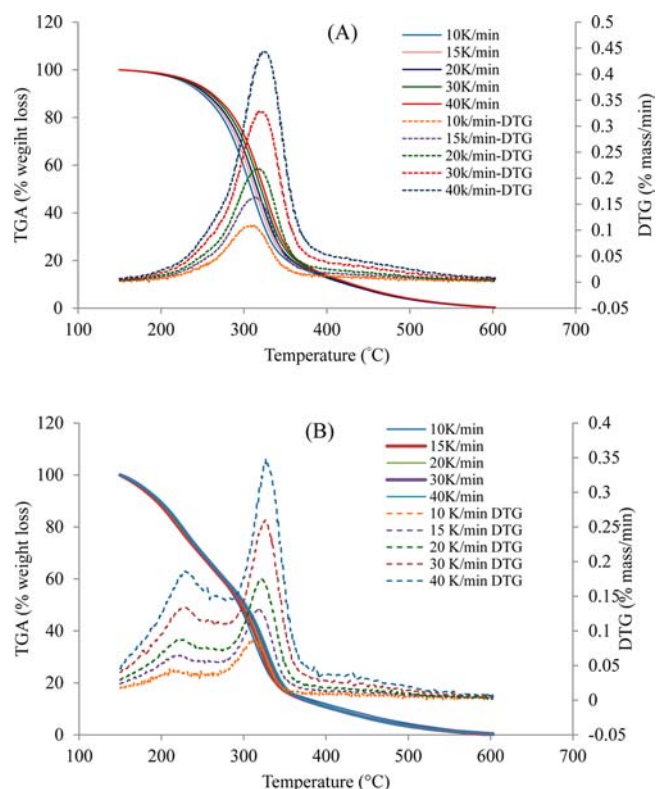 (A)
120
100
80
60
40
20
0
TGA (% wegiht loss)
0.5
0.45
0.4
0.35
0.3
0.25
0.2
0.15
0.1
0.05
0
-0.05
DTG (% mass/min)
10K/min
15K/min
20K/min
30K/min
40K/min
10k/min-DTG
15k/min-DTG
20k/min-DTG
30k/min-DTG
40k/min-DTG
100 200 300 400 500 600 700
Temperature (°C)
(B)
120
100
80
60
40
20
0
TGA (% weight loss)
0.4
0.35
0.3
0.25
0.2
0.15
0.1
0.05
0
-0.05
DTG (% mass/min)
10K/min
15K/min
20K/min
30K/min
40K/min
10 K/min DTG
15 K/min DTG
20 K/min DTG
30 K/min DTG
40 K/min DTG
100 200 300 400 500 600 700
Temperature (°C)